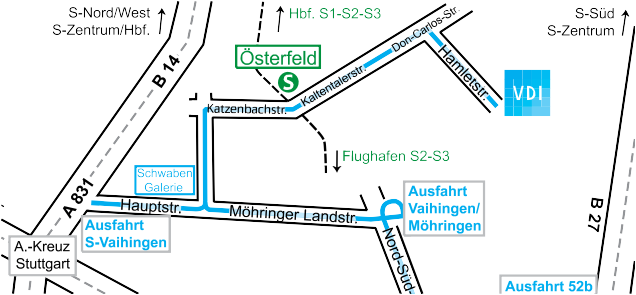 S-Nord/West
S-Zentrum/Hbf.
Hbf. S1-S2-S3
S-Süd
S-Zentrum
B 14
Österfeld
S
Don-Carlos-Str.
Kaltentalerstr.
Hamletstr.
VDI
Katzenbachstr.
Flughafen S2-S3
Schwaben
Galerie
A 831
Hauptstr.
Möhringer Landstr.
Ausfahrt
Vaihingen/
Möhringen
Ausfahrt
S-Vaihingen
Nord-Süd-
B 27
A.-Kreuz
Stuttgart
Ausfahrt 52b